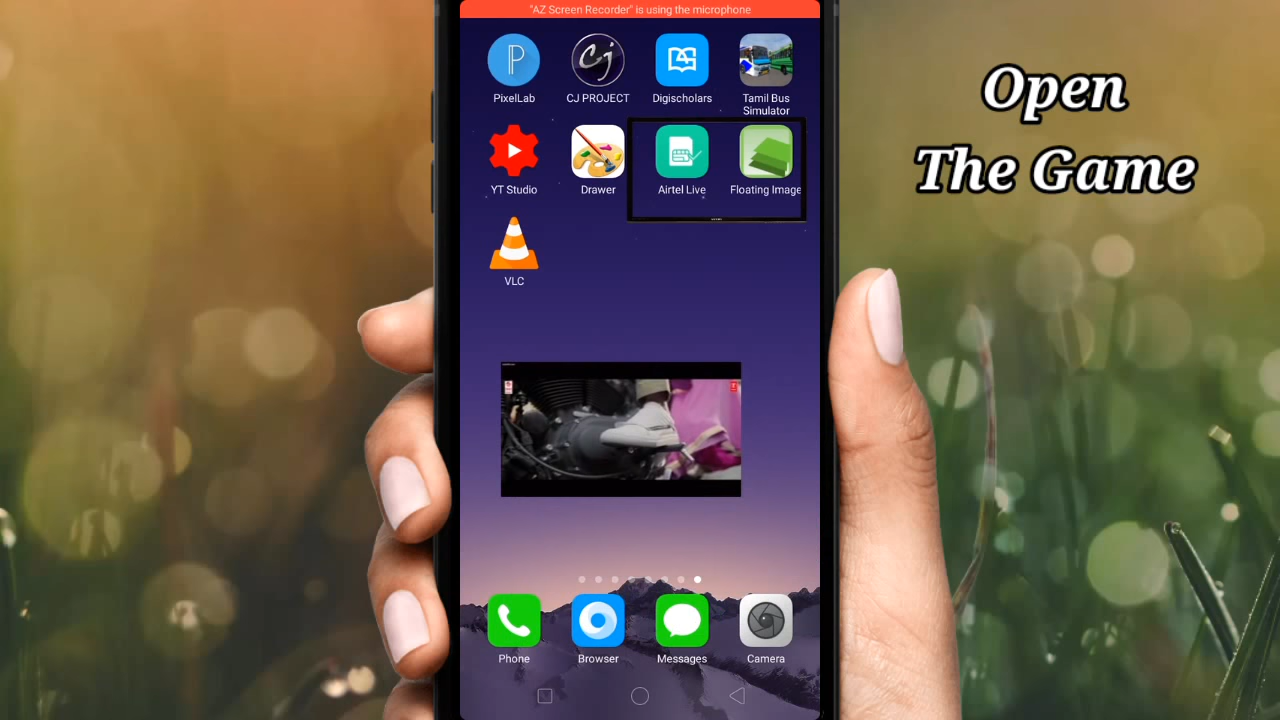 "AZ Screen Recorder" is using the microphone
Open
The Game
PixelLab
CJ PROJECT
Digischolars
Tamil Bus
Simulator
YT Studio
Drawer
Airtel Live
Floating Image
VLC
Phone
Browser
Messages
Camera